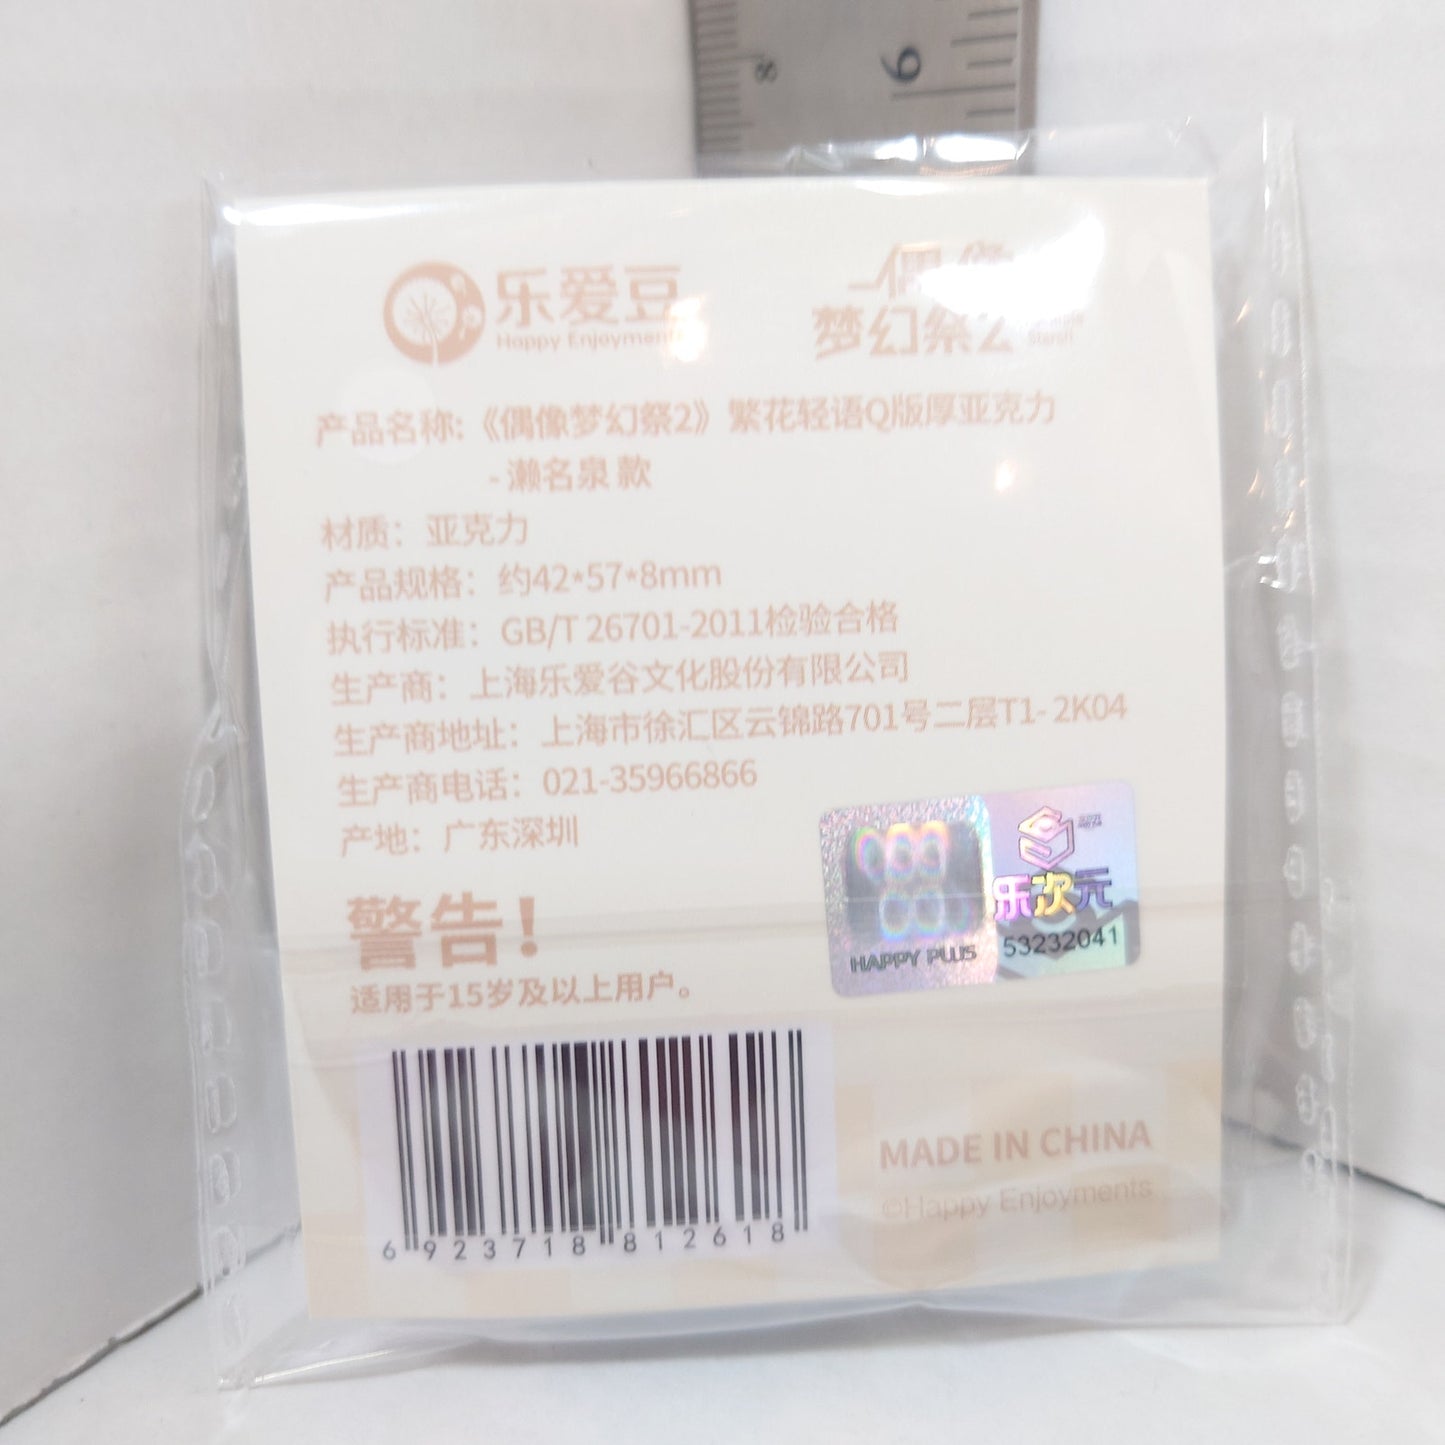 8
9
乐爱豆
Happy Enjoyments
偶像
梦幻祭2
产品名称:《偶像梦幻祭2》繁花轻语Q版厚亚克力
-濑名泉款
材质：亚克力
产品规格：约42*57*8mm
执行标准：GB/T 26701-2011检验合格
生产商：上海乐爱谷文化股份有限公司
生产商地址：上海市徐汇区云锦路701号二层T1-2K04
生产商电话：021-35966866
产地：广东深圳
乐次元
HAPPY PLUS
53232041
警告！
适用于15岁及以上用户。
6 923718 812618
MADE IN CHINA
©Happy Enjoyments